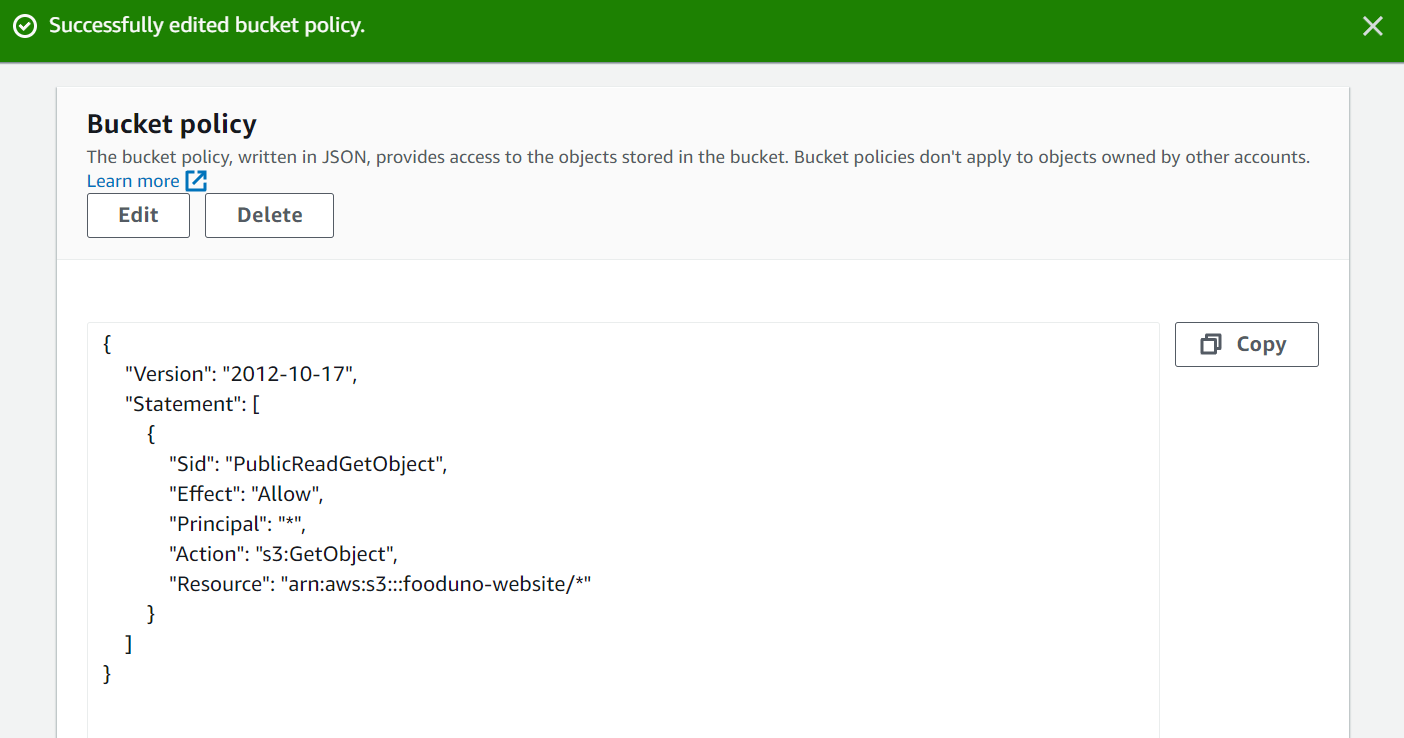 Successfully edited bucket policy.
Bucket policy
The bucket policy, written in JSON, provides access to the objects stored in the bucket. Bucket policies don't apply to objects owned by other accounts.
Learn more
Edit Delete
Copy
{
"Version": "2012-10-17",
"Statement": [
{
"Sid": "PublicReadGetObject",
"Effect": "Allow",
"Principal": "*",
"Action": "s3:GetObject",
"Resource": "arn:aws:s3:::fooduno-website/*"
}
]
}